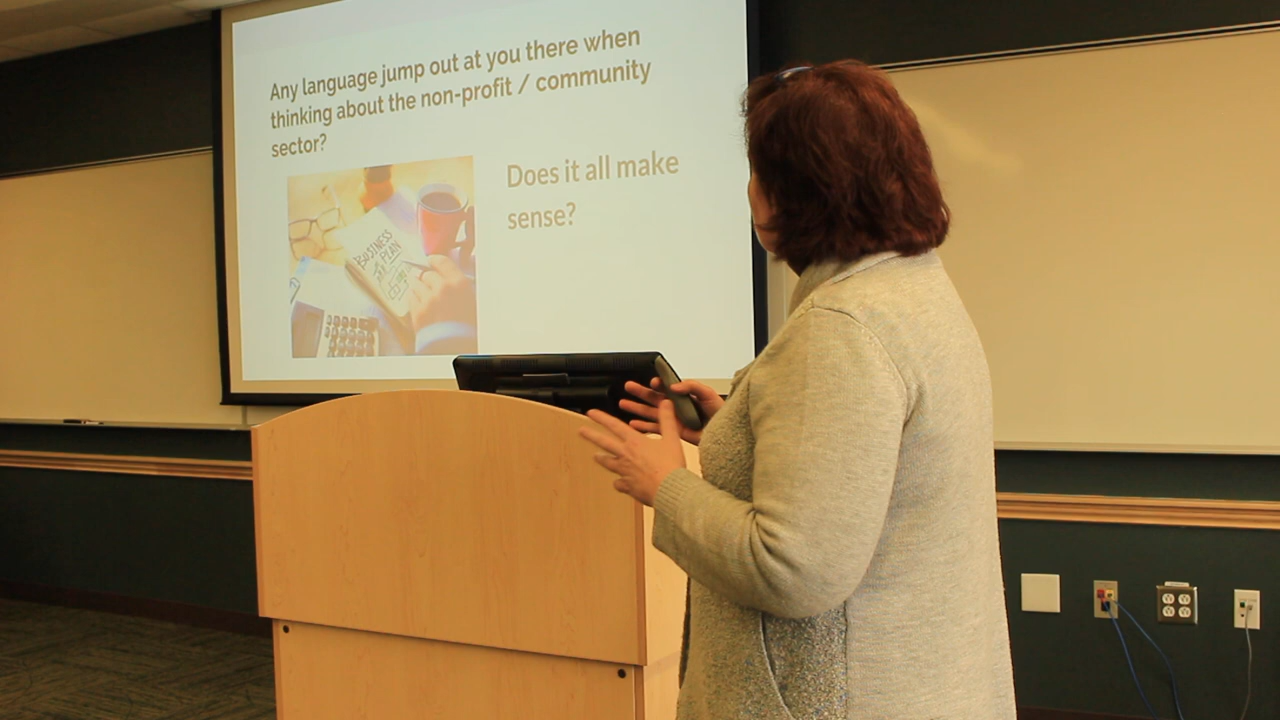 Any language jump out at you there when
thinking about the non-profit / community
sector?
Does it all make
sense?
BUSINESS
PLAN